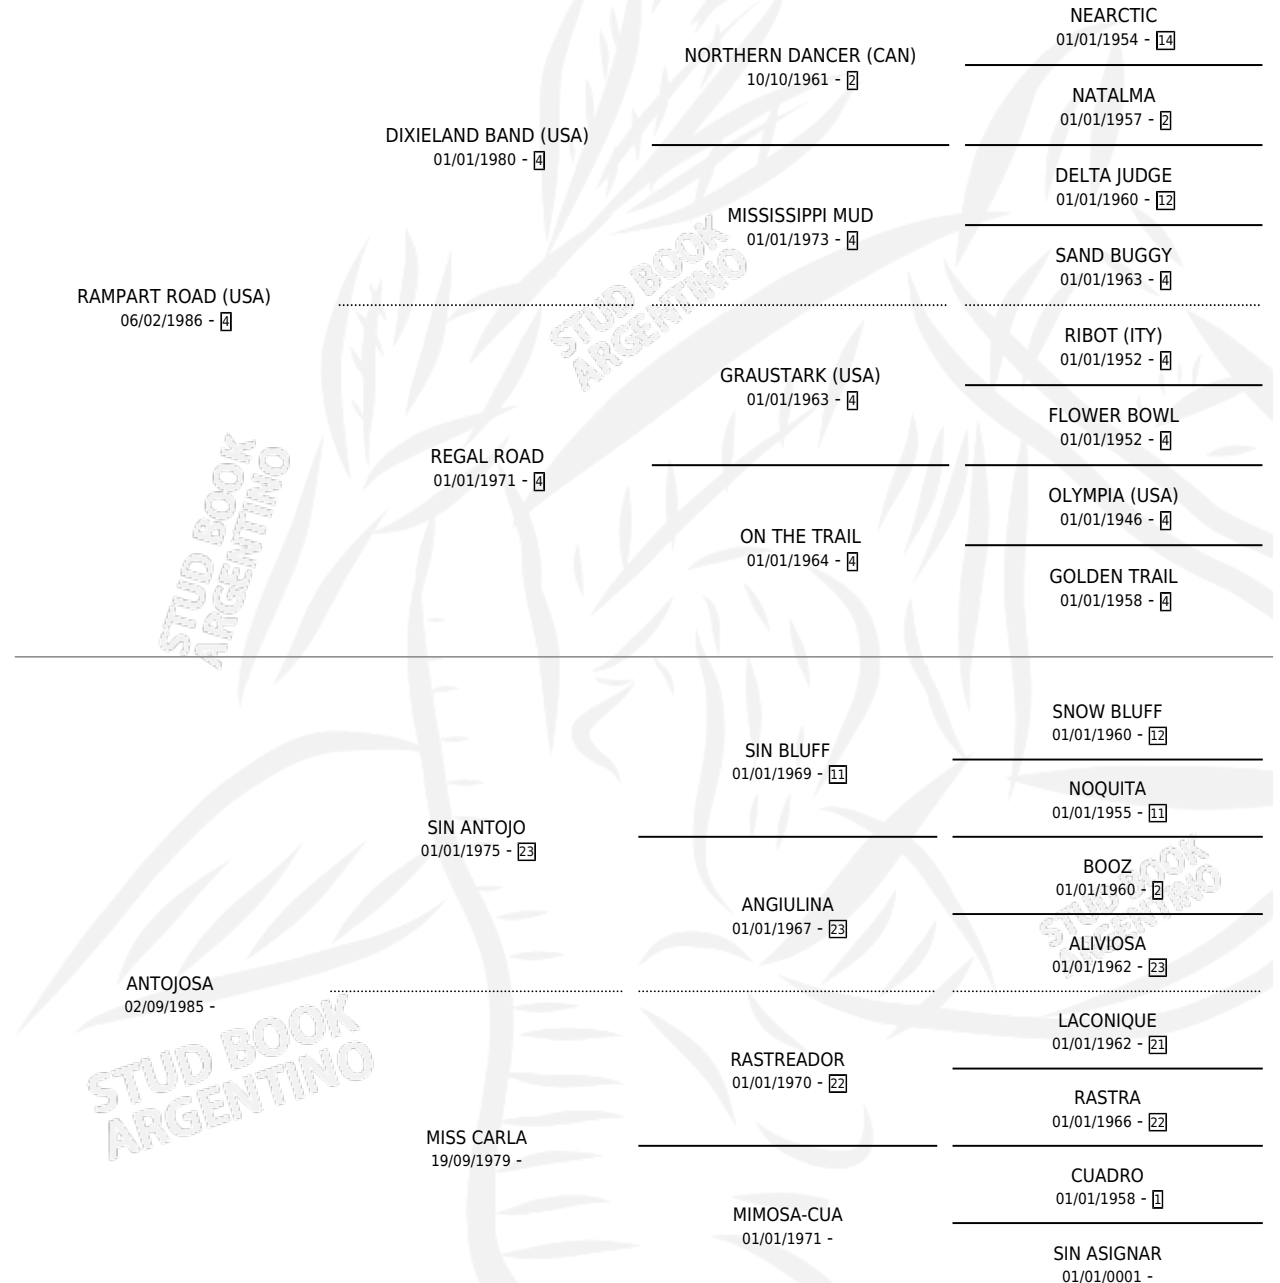 NEARCTIC
01/01/1954 - 14
NORTHERN DANCER (CAN)
10/10/1961 - 2
NATALMA
01/01/1957 - 2
DIXIELAND BAND (USA)
01/01/1980 - 4
DELTA JUDGE
01/01/1960 - 12
MISSISSIPPI MUD
01/01/1973 - 4
SAND BUGGY
01/01/1963 - 4
RAMPART ROAD (USA)
06/02/1986 - 4
STUD BOOK
ARGENTINO
RIBOT (ITY)
01/01/1952 - 4
GRAUSTARK (USA)
01/01/1963 - 4
FLOWER BOWL
01/01/1952 - 4
REGAL ROAD
01/01/1971 - 4
OLYMPIA (USA)
01/01/1946 - 4
ON THE TRAIL
01/01/1964 - 4
GOLDEN TRAIL
01/01/1958 - 4
STUD BOOK
ARGENTINO
SNOW BLUFF
01/01/1960 - 12
SIN BLUFF
01/01/1969 - 11
NOQUITA
01/01/1955 - 11
SIN ANTOJO
01/01/1975 - 23
BOOZ
01/01/1960 - 2
ANGIULINA
01/01/1967 - 23
STUD BOOK
ARGENTINO
ALIVIOSA
01/01/1962 - 23
ANTOJOSA
02/09/1985 -
LACONIQUE
01/01/1962 - 21
RASTREADOR
01/01/1970 - 22
RASTRA
01/01/1966 - 22
STUD BOOK
ARGENTINO
MISS CARLA
19/09/1979 -
CUADRO
01/01/1958 - 1
MIMOSA-CUA
01/01/1971 -
SIN ASIGNAR
01/01/0001 -